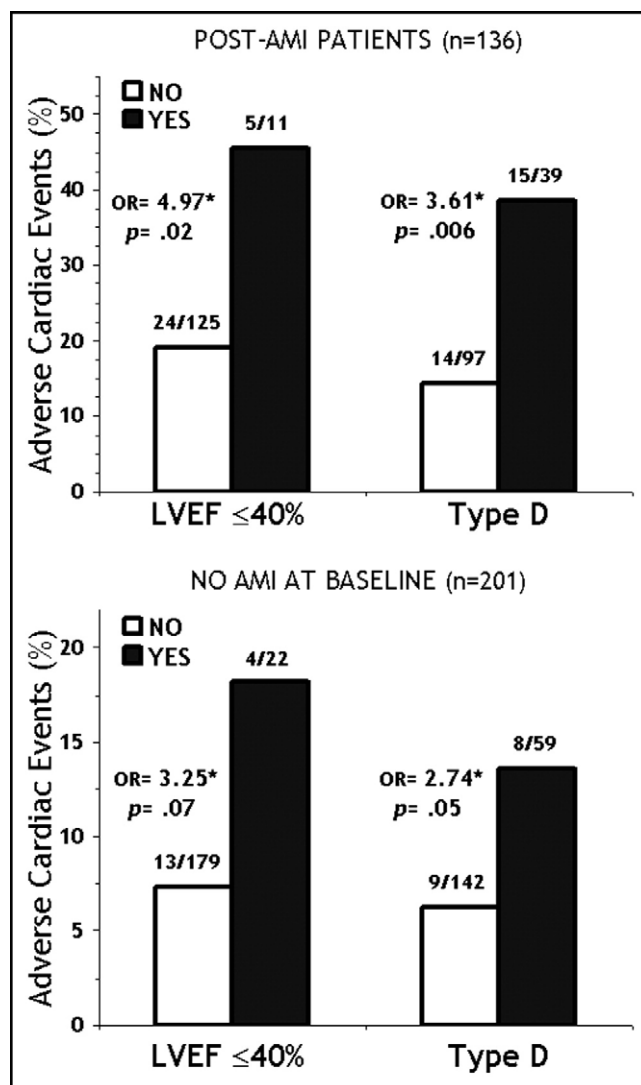 POST-AMI PATIENTS (n=136)
Adverse Cardiac Events (%)
50
40
30
20
10
0
NO
YES
5/11
OR= 4.97*
p= .02
24/125
15/39
OR= 3.61*
p= .006
14/97
LVEF ≤40%
Type D
NO AMI AT BASELINE (n=201)
Adverse Cardiac Events (%)
20
15
10
5
0
NO
YES
4/22
OR= 3.25*
p= .07
13/179
8/59
OR= 2.74*
p= .05
9/142
LVEF ≤40%
Type D